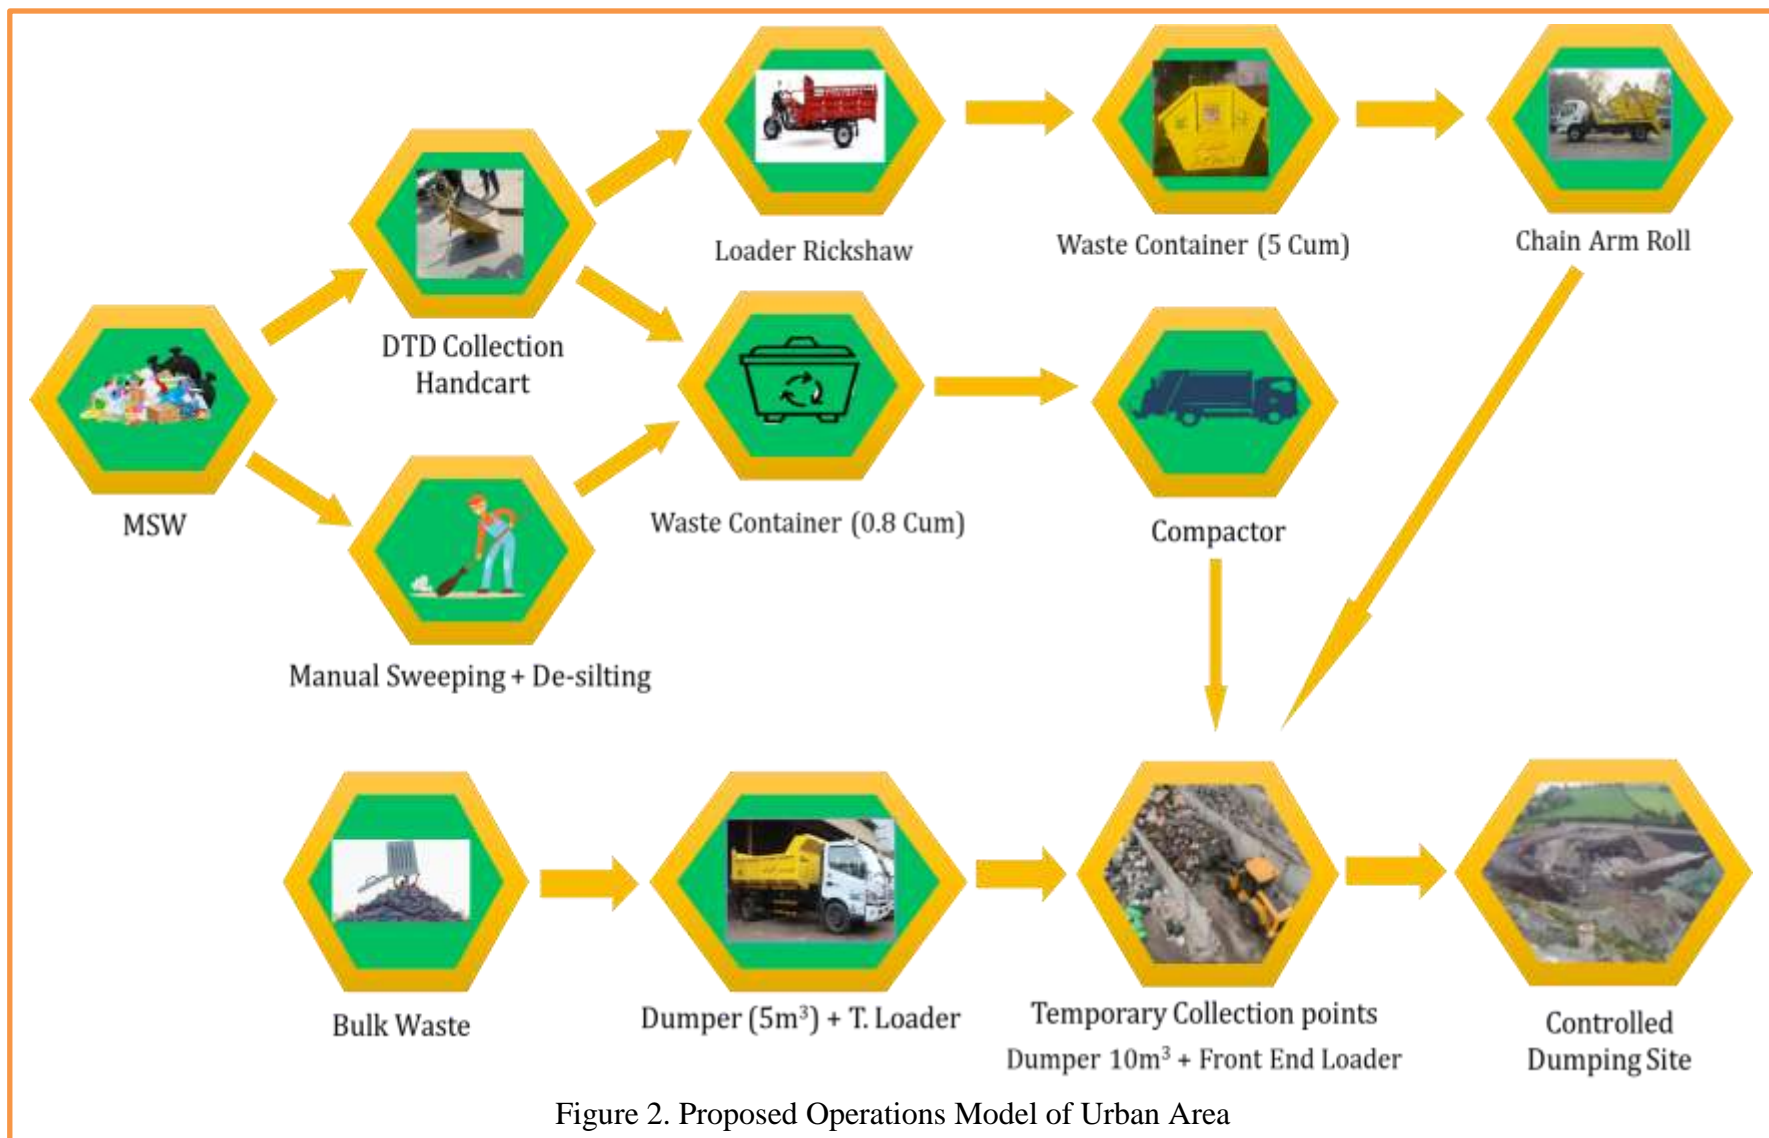 Loader Rickshaw
Waste Container (5 Cum)
Chain Arm Roll
DTD Collection
Handcart
MSW
Waste Container (0.8 Cum)
Compactor
Manual Sweeping + De-silting
Bulk Waste
Dumper (5m³) + T. Loader
Temporary Collection points
Dumper 10m³ + Front End Loader
Controlled
Dumping Site
Figure 2. Proposed Operations Model of Urban Area